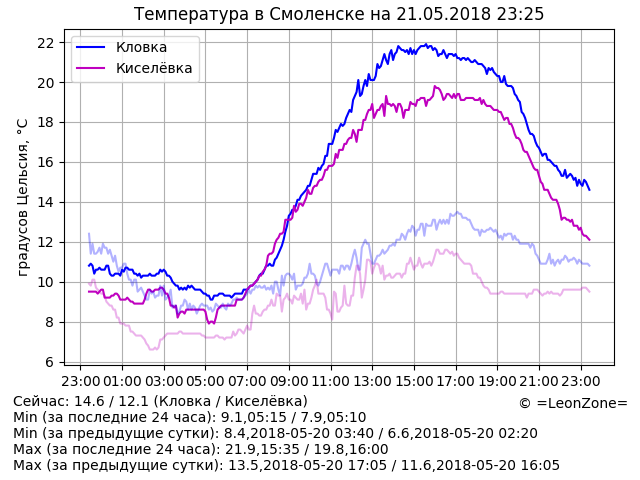 Температура в Смоленске на 21.05.2018 23:25
Кловка
Киселёвка
градусов Цельсия, °C
22
20
18
16
14
12
10
8
6
23:00 01:00 03:00 05:00 07:00 09:00 11:00 13:00 15:00 17:00 19:00 21:00 23:00
Сейчас: 14.6 / 12.1 (Кловка / Киселёвка)
© =LeonZone=
Min (за последние 24 часа): 9.1,05:15 / 7.9,05:10
Min (за предыдущие сутки): 8.4,2018-05-20 03:40 / 6.6,2018-05-20 02:20
Max (за последние 24 часа): 21.9,15:35 / 19.8,16:00
Max (за предыдущие сутки): 13.5,2018-05-20 17:05 / 11.6,2018-05-20 16:05